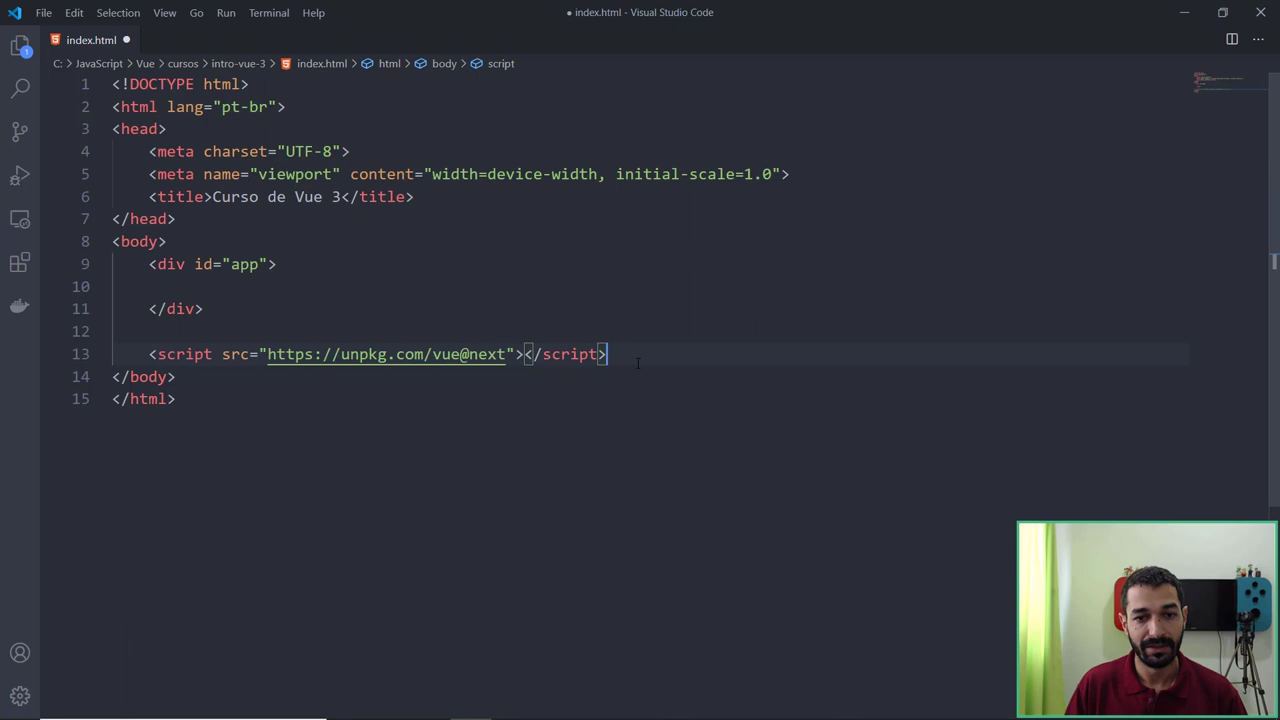 File Edit Selection View Go Run Terminal Help
● index.html - Visual Studio Code
index.html ●
1
C: > JavaScript > Vue > cursos > intro-vue-3 > index.html > html > body > script
1 <!DOCTYPE html>
2 <html lang="pt-br">
3 <head>
4 <meta charset="UTF-8">
5 <meta name="viewport" content="width=device-width, initial-scale=1.0">
6 <title>Curso de Vue 3</title>
7 </head>
8 <body>
9 <div id="app">
10
11 </div>
12
13 <script src="https://unpkg.com/vue@next"></script>
14 </body>
15 </html>